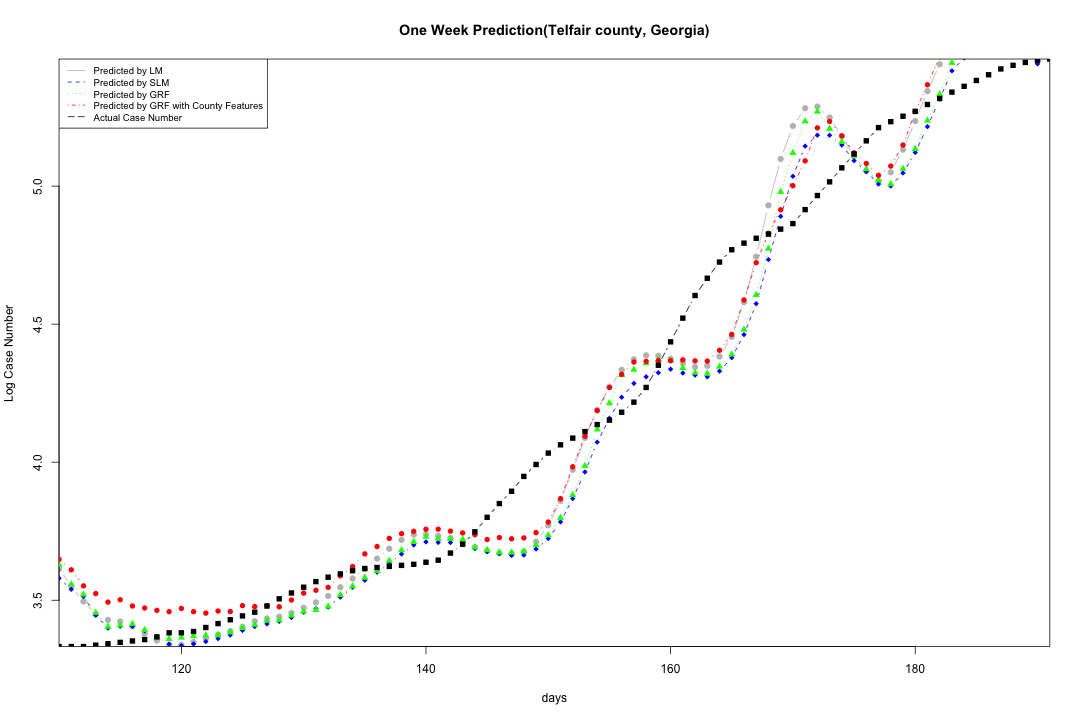 One Week Prediction(Telfair county, Georgia)
Predicted by LM
Predicted by SLM
Predicted by GRF
Predicted by GRF with County Features
Actual Case Number
Log Case Number
5.0
4.5
4.0
3.5
120
140
160
180
days